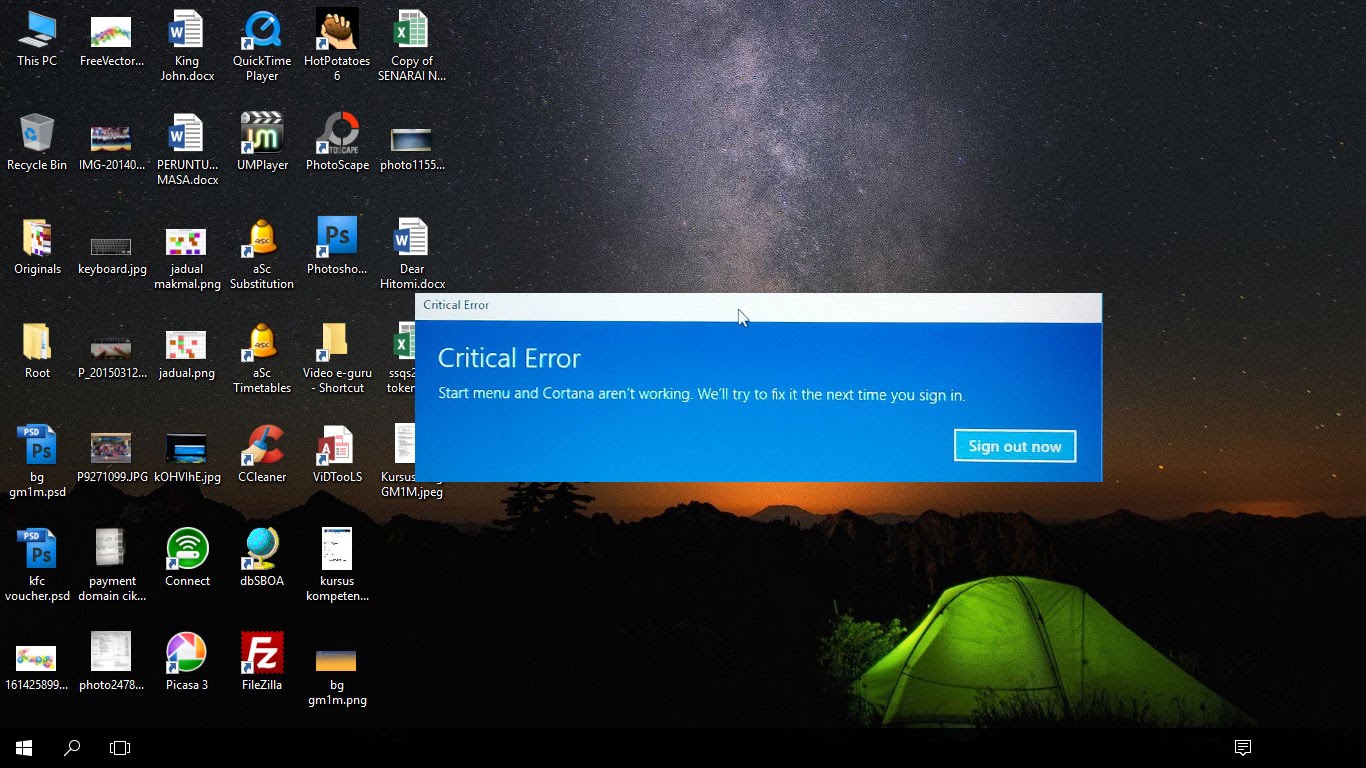 This PC
FreeVector...
King
John.docx
QuickTime
Player
HotPotatoes
6
Copy of
SENARAI N...
Recycle Bin
IMG-20140...
PERUNTU...
MASA.docx
UMPlayer
PhotoScape
photo1155...
Originals
keyboard.jpg
jadual
makmal.png
aSc
Substitution
Photosho...
Dear
Hitomi.docx
Critical Error
Critical Error
Start menu and Cortana aren't working. We'll try to fix it the next time you sign in.
Sign out now
Root
P_20150312...
jadual.png
aSc
Timetables
Video e-guru
- Shortcut
bg
gm1m.psd
P9271099.JPG
kOHVIhE.jpg
CCleaner
ViDTooLS
GM1M.jpeg
kfc
voucher.psd
payment
domain cik...
Connect
dbSBOA
kursus
kompeten...
161425899...
photo2478...
Picasa 3
FileZilla
bg
gm1m.png